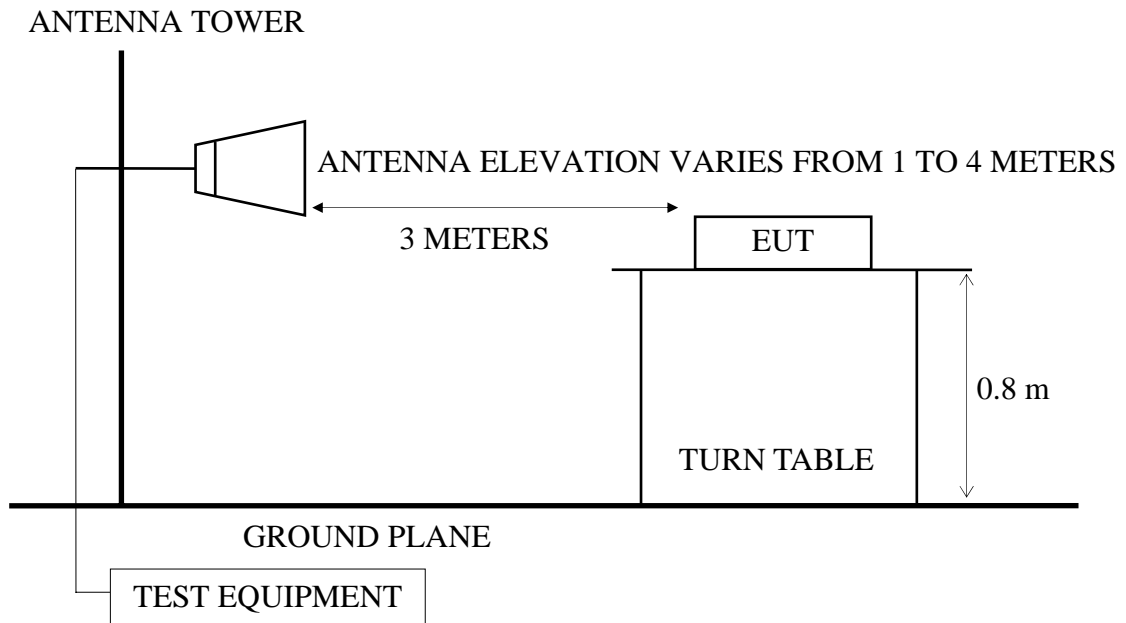 ANTENNA TOWER
ANTENNA ELEVATION VARIES FROM 1 TO 4 METERS
3 METERS
EUT
0.8 m
TURN TABLE
GROUND PLANE
TEST EQUIPMENT